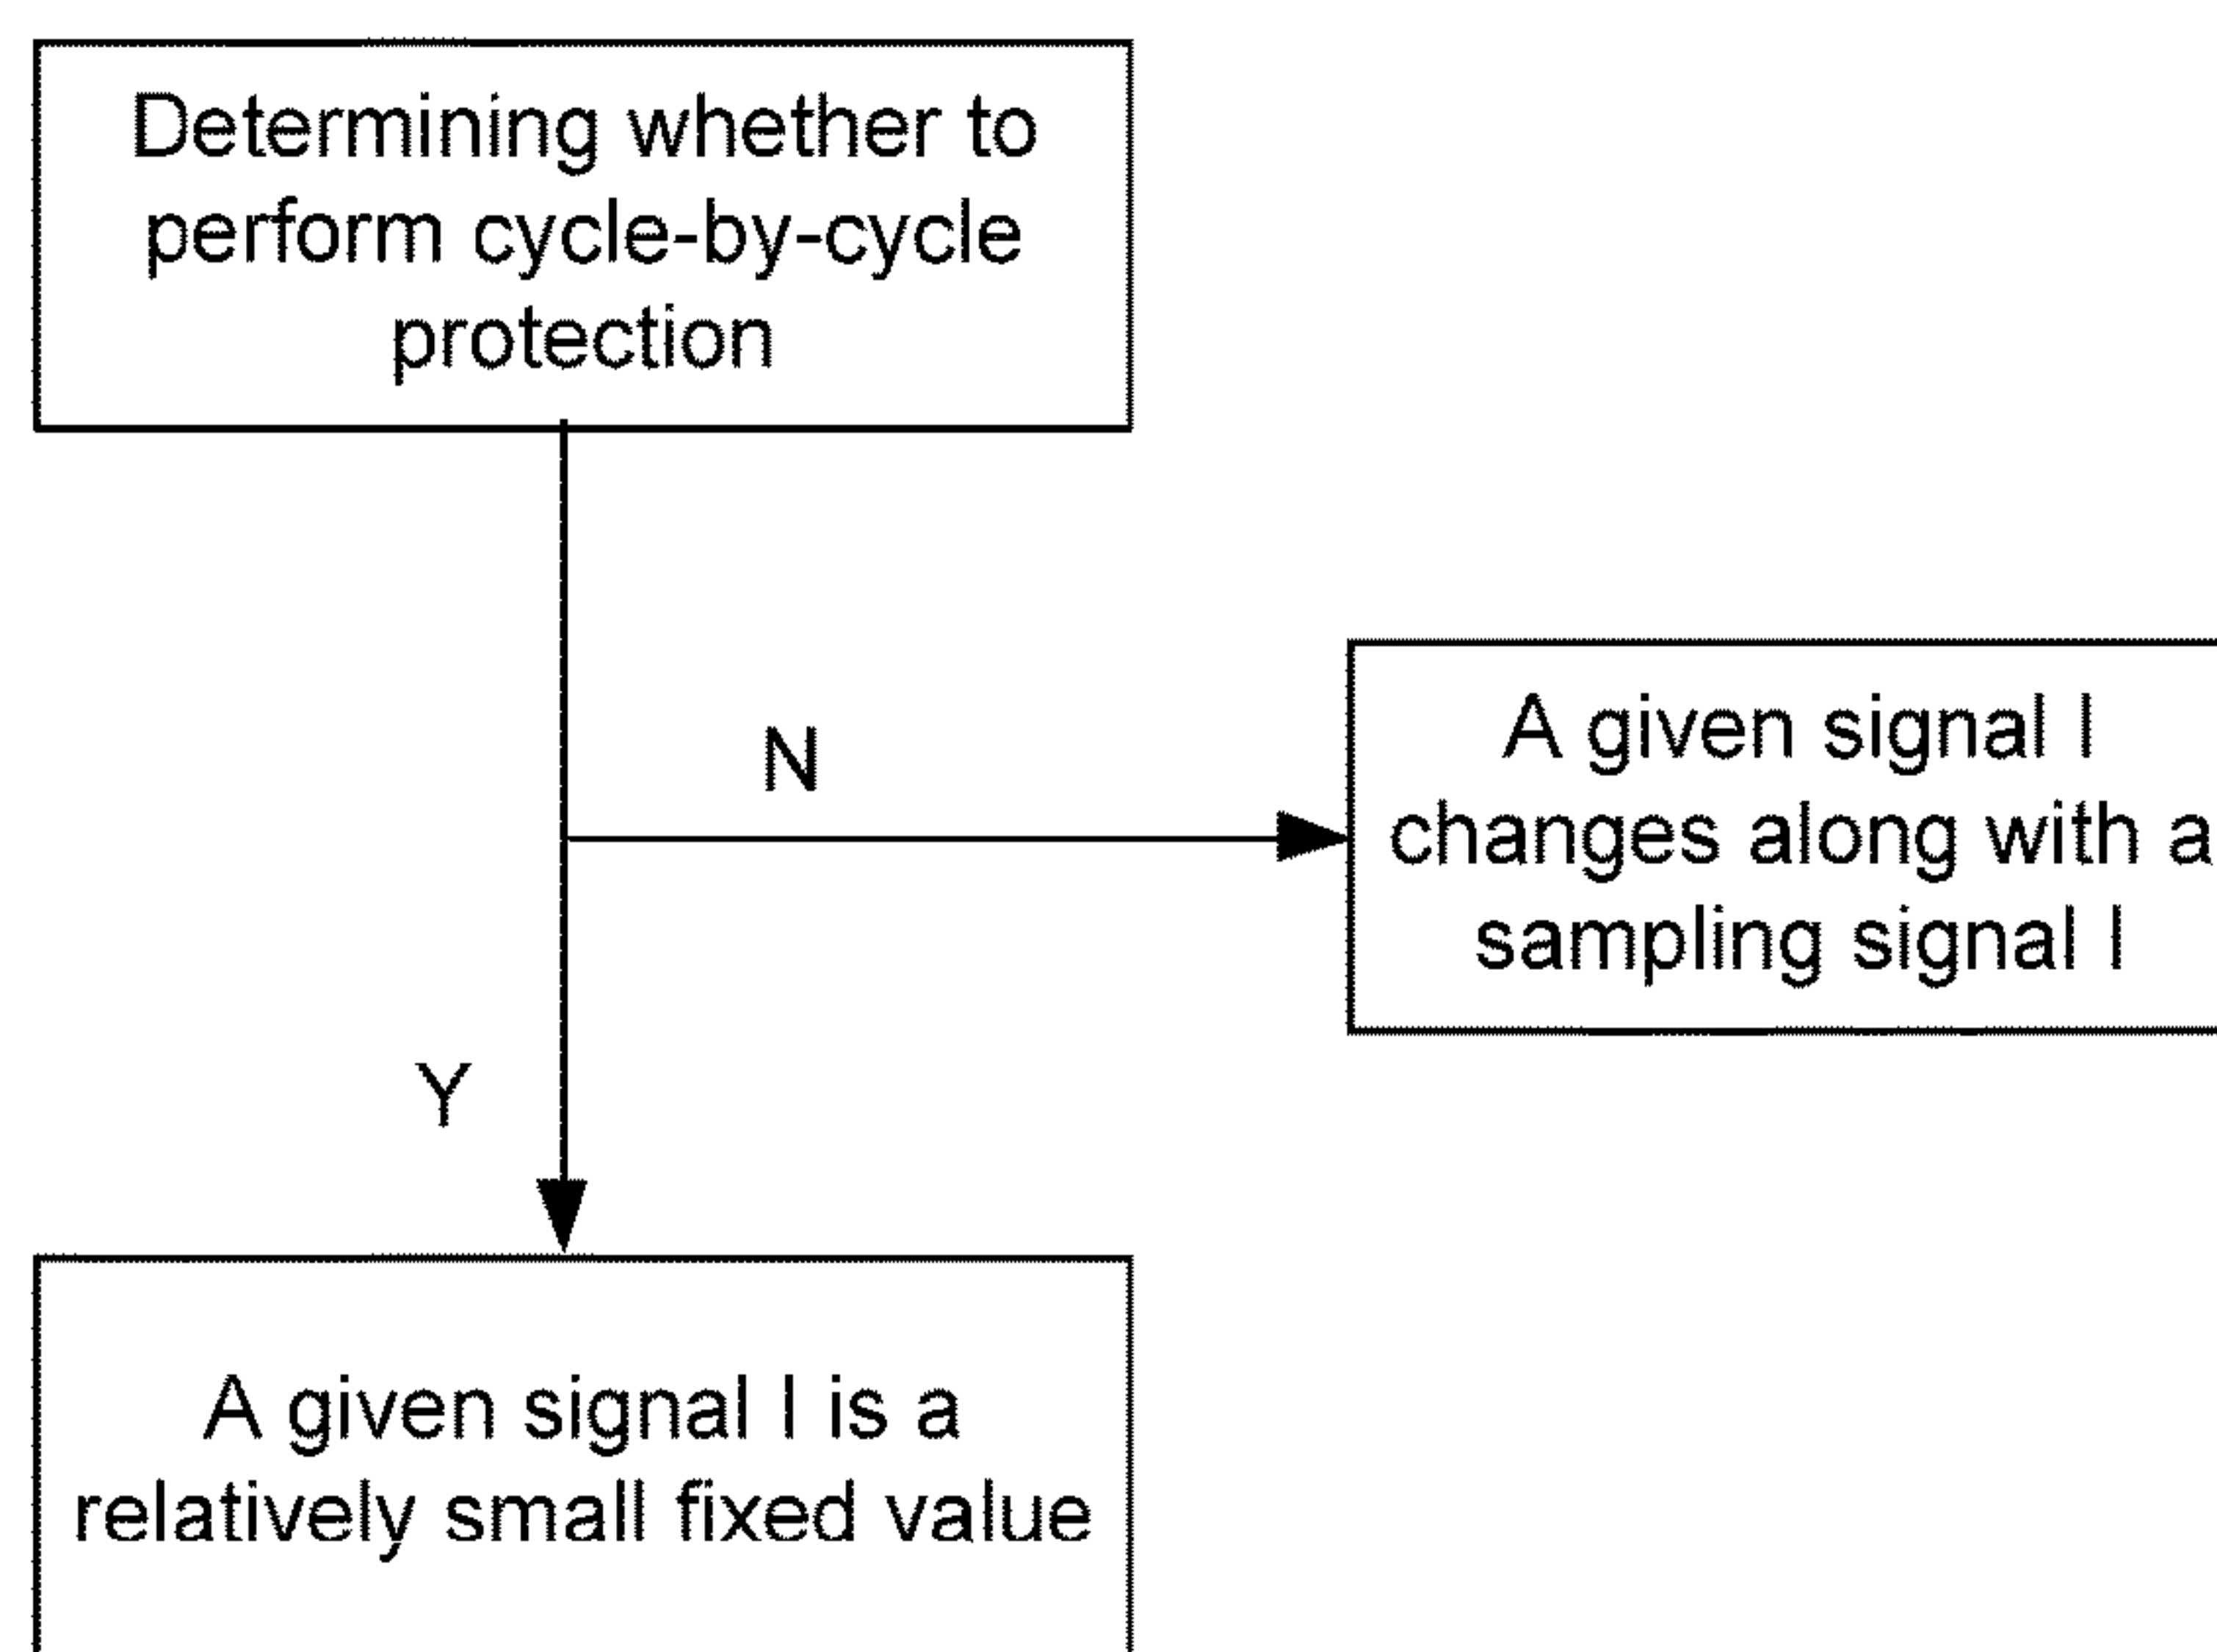 Determining whether to
perform cycle-by-cycle
protection
N
A given signal I
changes along with a
sampling signal I
Y
A given signal I is a
relatively small fixed value